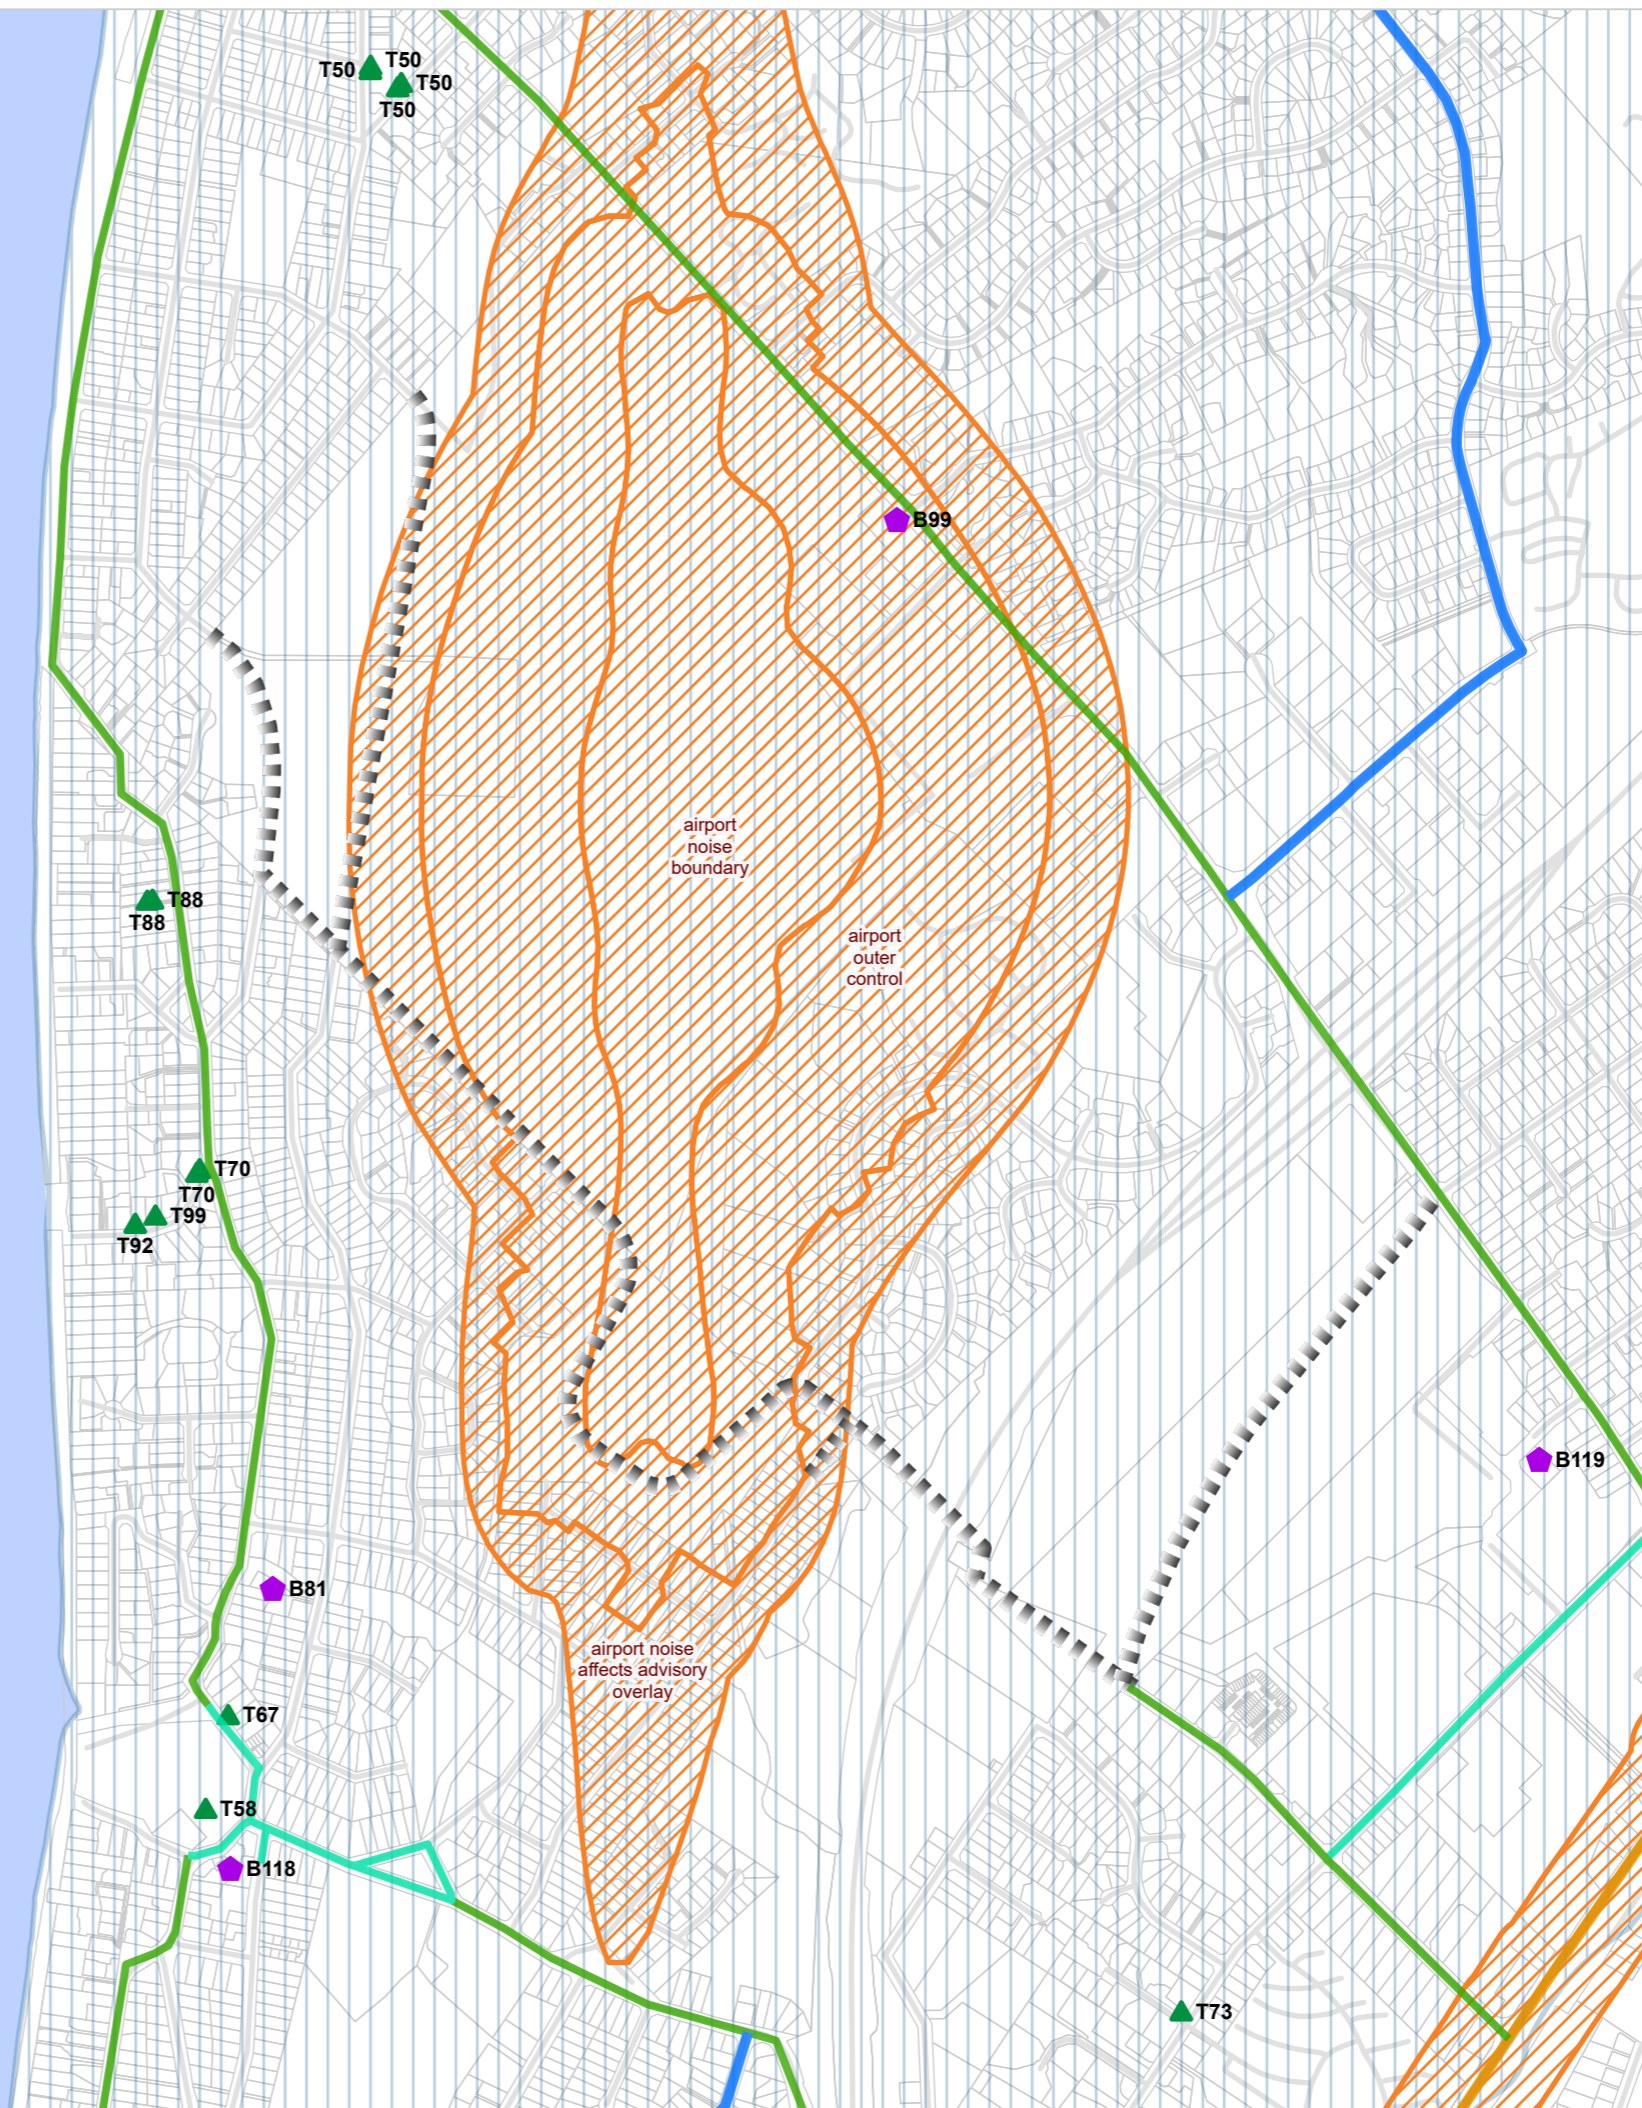 T50
T50
T50
T50
B99
airport
noise
boundary
airport
outer
control
T88
T88
T70
T70
T99
T92
B119
B81
airport noise
affects advisory
overlay
T67
T58
B118
T73